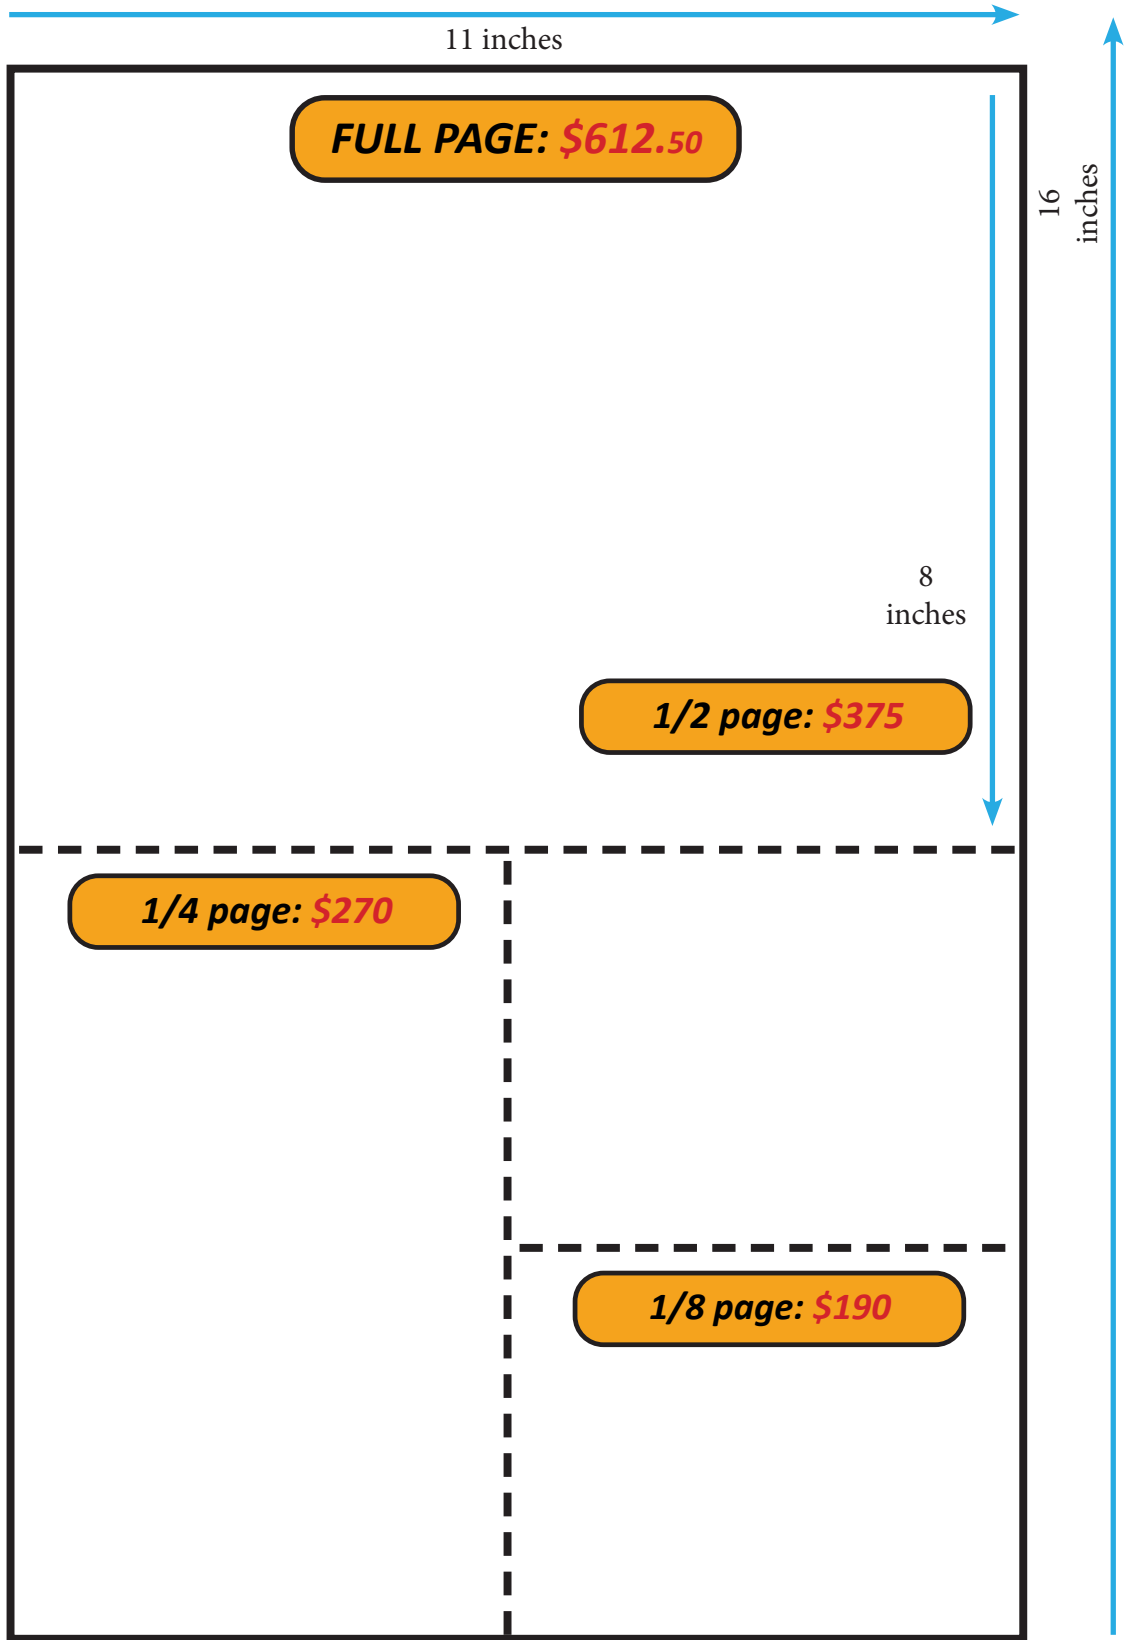 11 inches
FULL PAGE: $612.50
16
inches
8
inches
1/2 page: $375
1/4 page: $270
1/8 page: $190